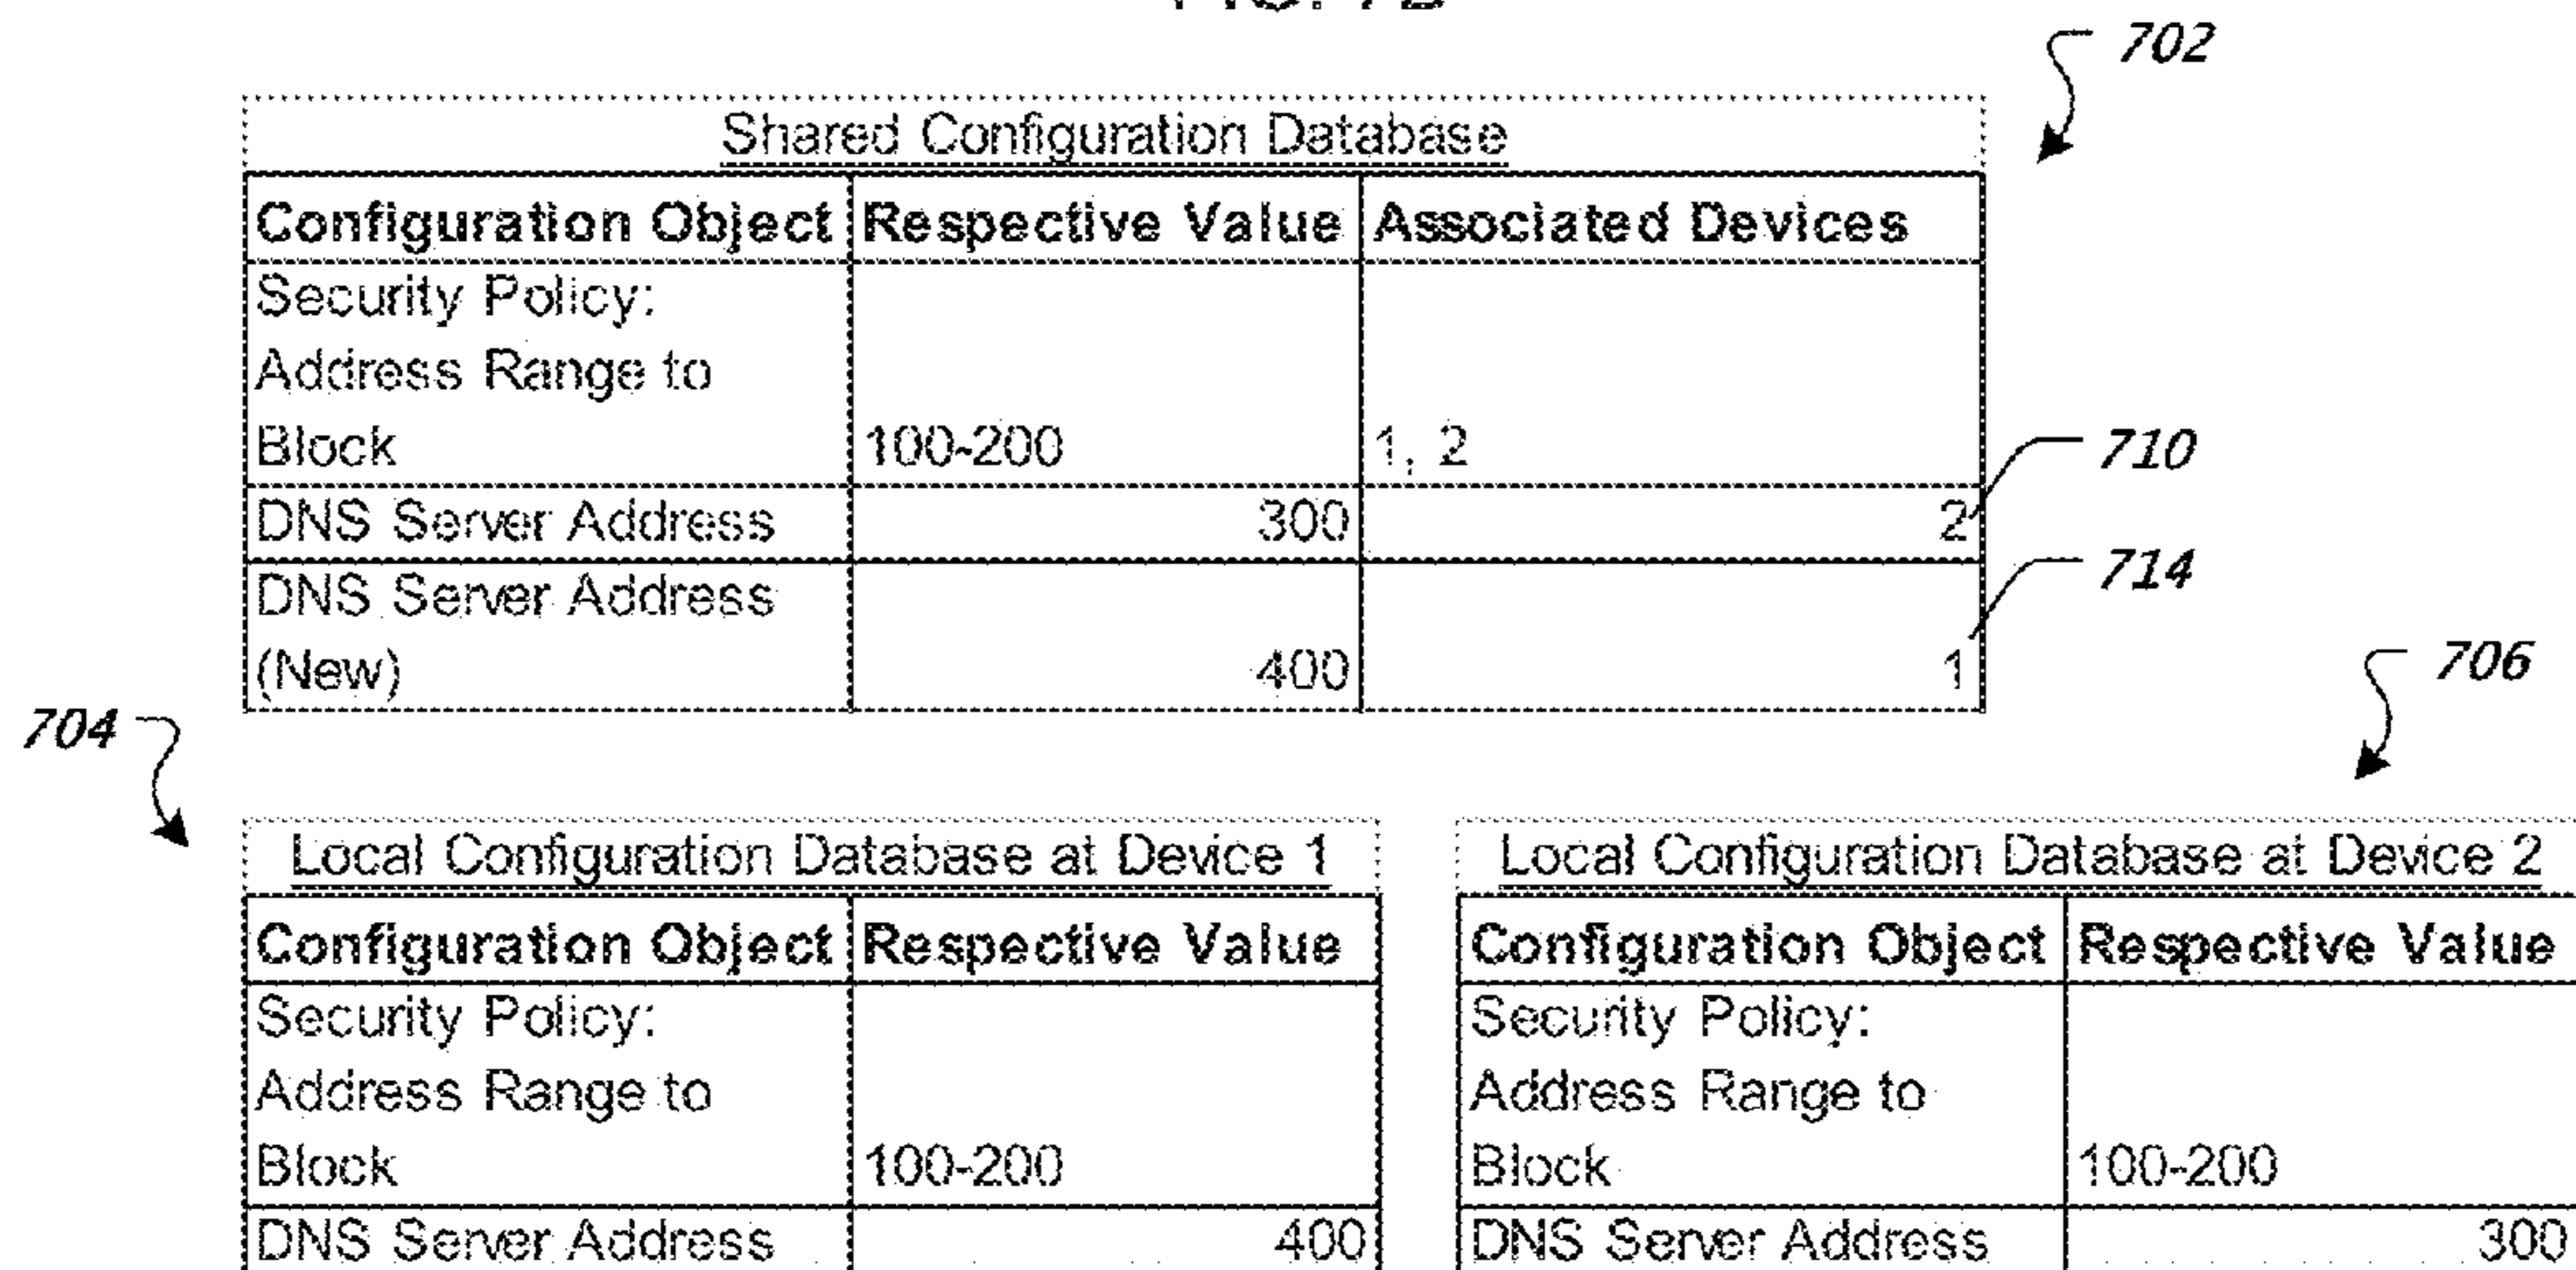 702
Shared Configuration Database
Configuration Object Respective Value Associated Devices
Security Policy:
Address Range to
Block 100-200 1, 2
710
DNS Server Address 300 2
714
DNS Server Address
(New) 400 1
704
706
Local Configuration Database at Device 1
Configuration Object Respective Value
Security Policy:
Address Range to
Block 100-200
DNS Server Address 400
Local Configuration Database at Device 2
Configuration Object Respective Value
Security Policy:
Address Range to
Block 100-200
DNS Server Address 300